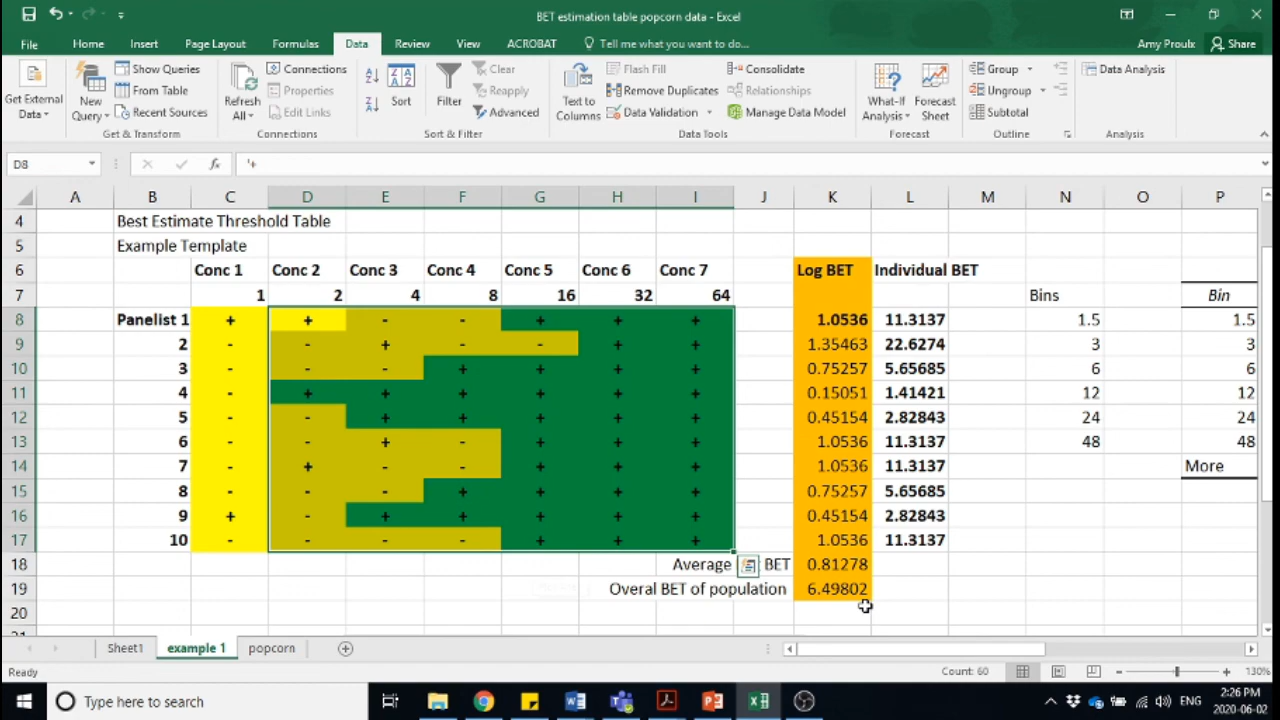 BET estimation table popcorn data - Excel
File Home Insert Page Layout Formulas Data Review View ACROBAT Tell me what you want to do... Amy Proulx Share
Get External Data
New Query
Show Queries
From Table
Recent Sources
Get & Transform
Refresh All
Connections
Properties
Edit Links
Connections
Sort
Filter
Clear
Reapply
Advanced
Sort & Filter
Text to Columns
Flash Fill
Remove Duplicates
Data Validation
Consolidate
Relationships
Manage Data Model
Data Tools
What-If Analysis
Forecast Sheet
Forecast
Group
Ungroup
Subtotal
Outline
Data Analysis
Analysis
D8 fx '+
A B C D E F G H I J K L M N O P
4 Best Estimate Threshold Table
5 Example Template
6 Conc 1 Conc 2 Conc 3 Conc 4 Conc 5 Conc 6 Conc 7 Log BET Individual BET
7 1 2 4 8 16 32 64 Bins Bin
8 Panelist 1 + + - - + + + 1.0536 11.3137 1.5 1.5
9 2 - - + - - + + 1.35463 22.6274 3 3
10 3 - - - + + + + 0.75257 5.65685 6 6
11 4 - + + + + + + 0.15051 1.41421 12 12
12 5 - - + + + + + 0.45154 2.82843 24 24
13 6 - - + - + + + 1.0536 11.3137 48 48
14 7 - + - - + + + 1.0536 11.3137 More
15 8 - - - + + + + 0.75257 5.65685
16 9 + - + + + + + 0.45154 2.82843
17 10 - - - - + + + 1.0536 11.3137
18 Average BET 0.81278
19 Overal BET of population 6.49802
20
Sheet1 example 1 popcorn
Ready Count: 60 130%
Type here to search ENG 2:26 PM
2020-06-02